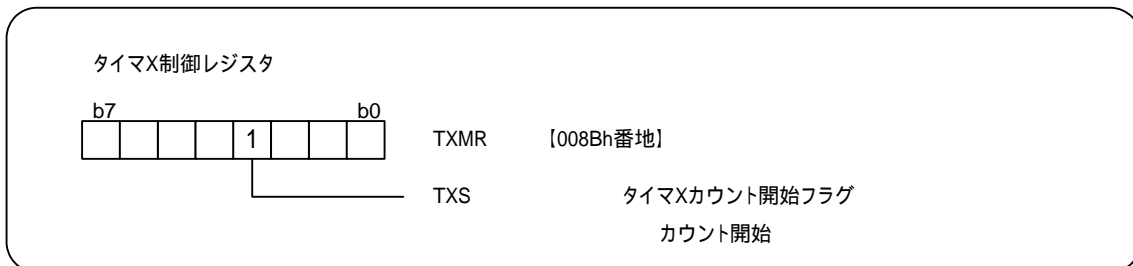 タイマX制御レジスタ
b7 b0
1 TXMR 【008Bh番地】
TXS タイマXカウント開始フラグ
カウント開始